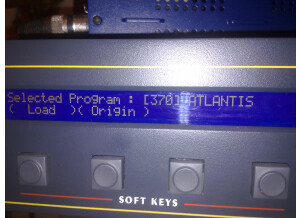 Selected Program : [370] ATLANTIS
(  Load  )( Origin )
SOFT KEYS